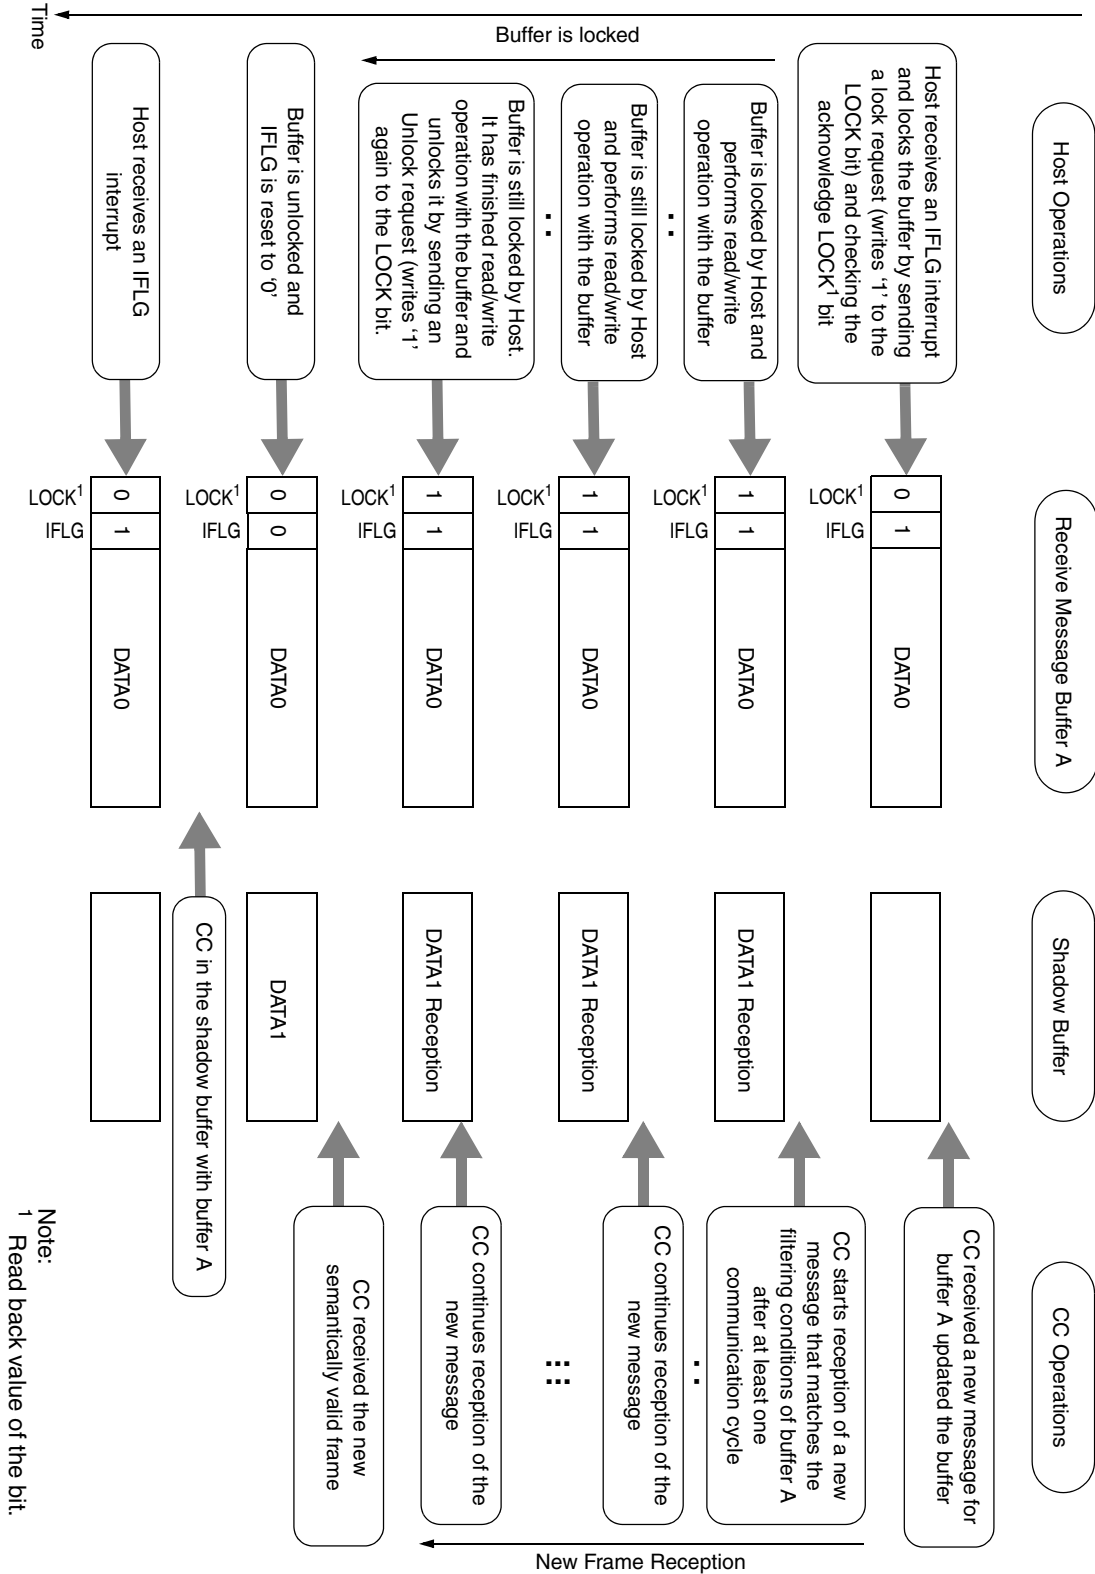 Host Operations
Receive Message Buffer A
Shadow Buffer
CC Operations
Host receives an IFLG interrupt
and locks the buffer by sending
a lock request (writes ‘1’ to the
LOCK bit) and checking the
acknowledge LOCK1 bit
LOCK1
IFLG
0
1
DATA0
CC received a new message for
buffer A updated the buffer
Buffer is locked by Host and
performs read/write
operation with the buffer
LOCK1
IFLG
1
1
DATA0
DATA1 Reception
CC starts reception of a new
message that matches the
filtering conditions of buffer A
after at least one
communication cycle
Buffer is still locked by Host
and performs read/write
operation with the buffer
LOCK1
IFLG
1
1
DATA0
DATA1 Reception
CC continues reception of the
new message
Buffer is still locked by Host.
It has finished read/write
operation with the buffer and
unlocks it by sending an
Unlock request (writes ‘1’
again to the LOCK bit.
LOCK1
IFLG
1
1
DATA0
DATA1 Reception
CC continues reception of the
new message
Buffer is unlocked and
IFLG is reset to ‘0’
LOCK1
IFLG
0
0
DATA0
DATA1
CC received the new
semantically valid frame
CC in the shadow buffer with buffer A
Host receives an IFLG
interrupt
LOCK1
IFLG
0
1
DATA0
Buffer is locked
New Frame Reception
Time
Note:
1 Read back value of the bit.